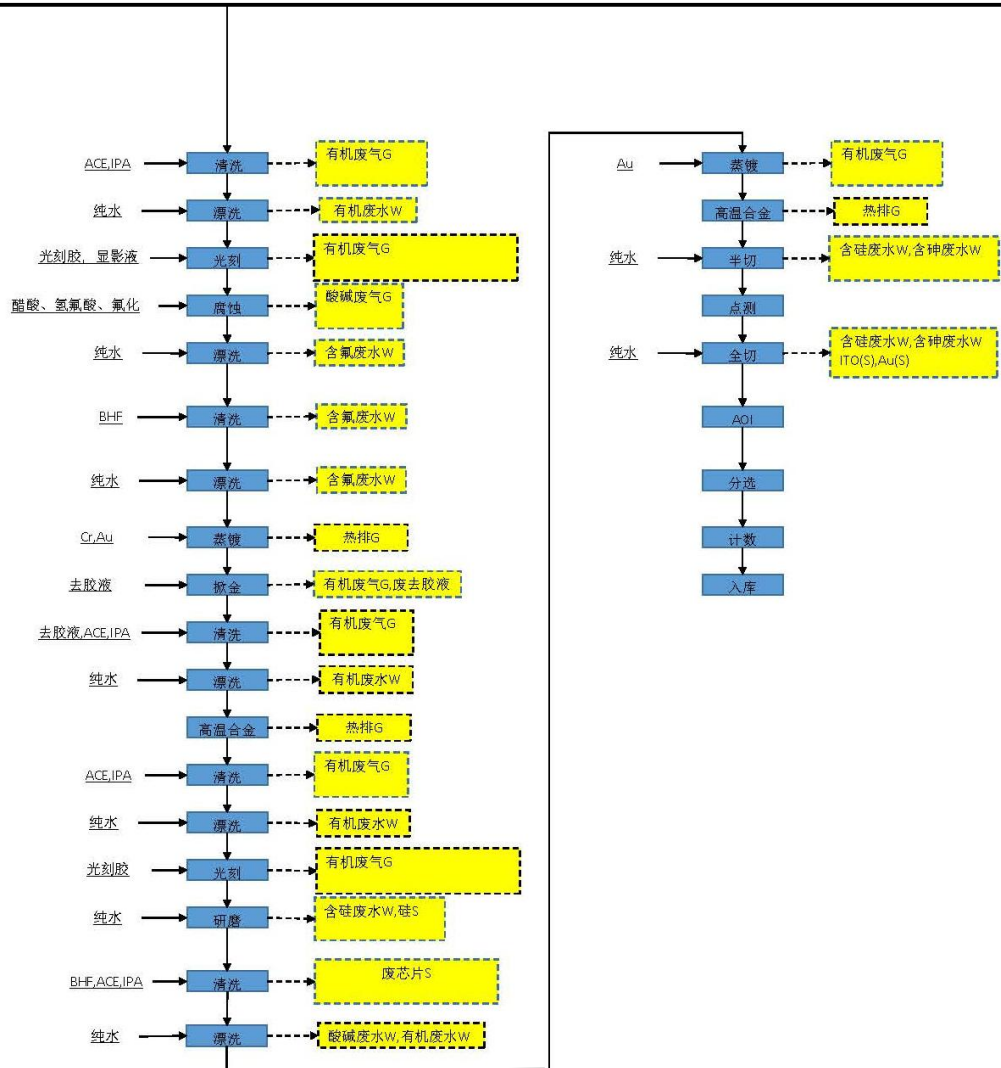 ACE,IPA
清洗
有机废气G
纯水
漂洗
有机废水W
光刻胶, 显影液
光刻
有机废气G
醋酸、氢氟酸、氟化
腐蚀
酸碱废气G
纯水
漂洗
含氟废水W
BHF
清洗
含氟废水W
纯水
漂洗
含氟废水W
Cr,Au
蒸镀
热排G
去胶液
掀金
有机废气G,废去胶液
去胶液,ACE,IPA
清洗
有机废气G
纯水
漂洗
有机废水W
高温合金
热排G
ACE,IPA
清洗
有机废气G
纯水
漂洗
有机废水W
光刻胶
光刻
有机废气G
纯水
研磨
含硅废水W,硅S
BHF,ACE,IPA
清洗
废芯片S
纯水
漂洗
酸碱废水W,有机废水W
Au
蒸镀
有机废气G
高温合金
热排G
纯水
半切
含硅废水W,含砷废水W
点测
纯水
全切
含硅废水W,含砷废水W
ITO(S),Au(S)
AOI
分选
计数
入库